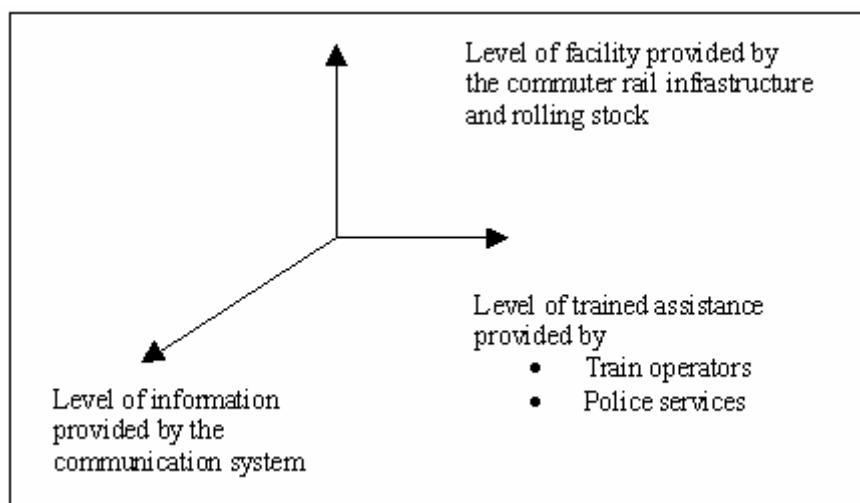 Level of facility provided by
the commuter rail infrastructure
and rolling stock
Level of trained assistance
provided by
• Train operators
• Police services
Level of information
provided by the
communication system